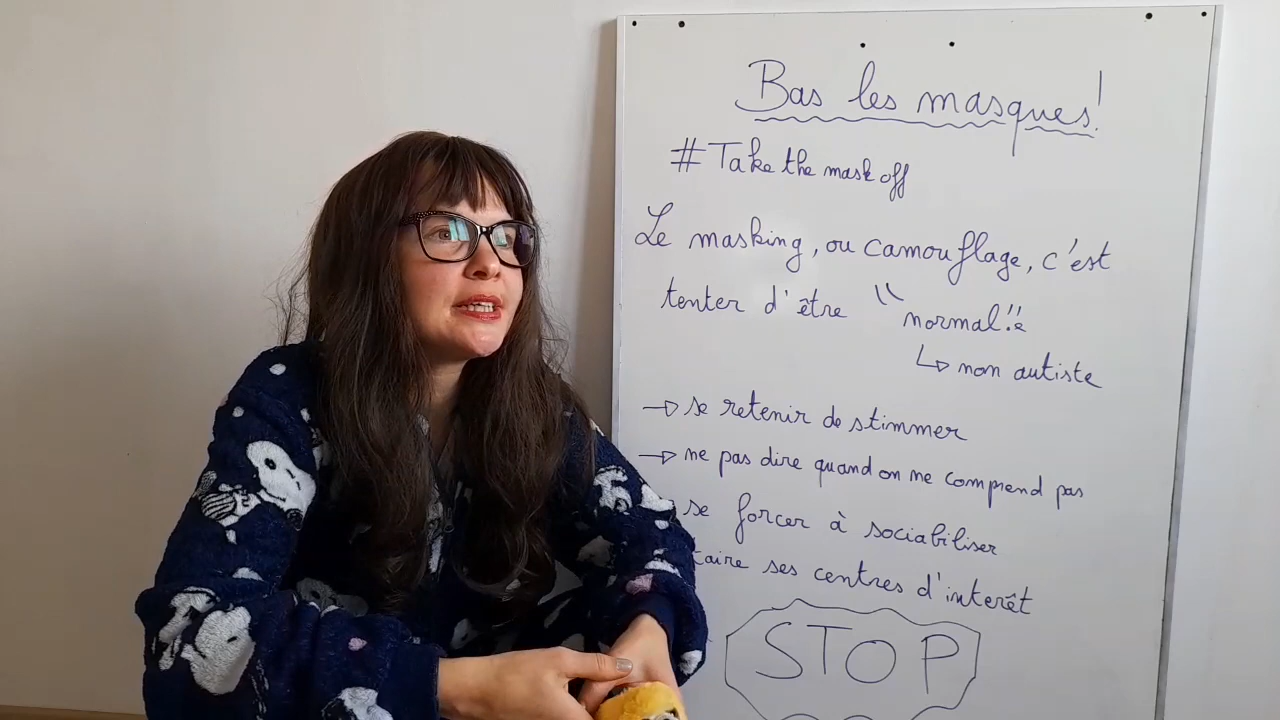 Bas les masques!
#Take the mask off
Le masking, ou camouflage, c'est
tenter d'être "normal.e"
↳ non autiste
→ se retenir de stimmer
→ ne pas dire quand on ne comprend pas
se forcer à sociabiliser
taire ses centres d'interêt
STOP